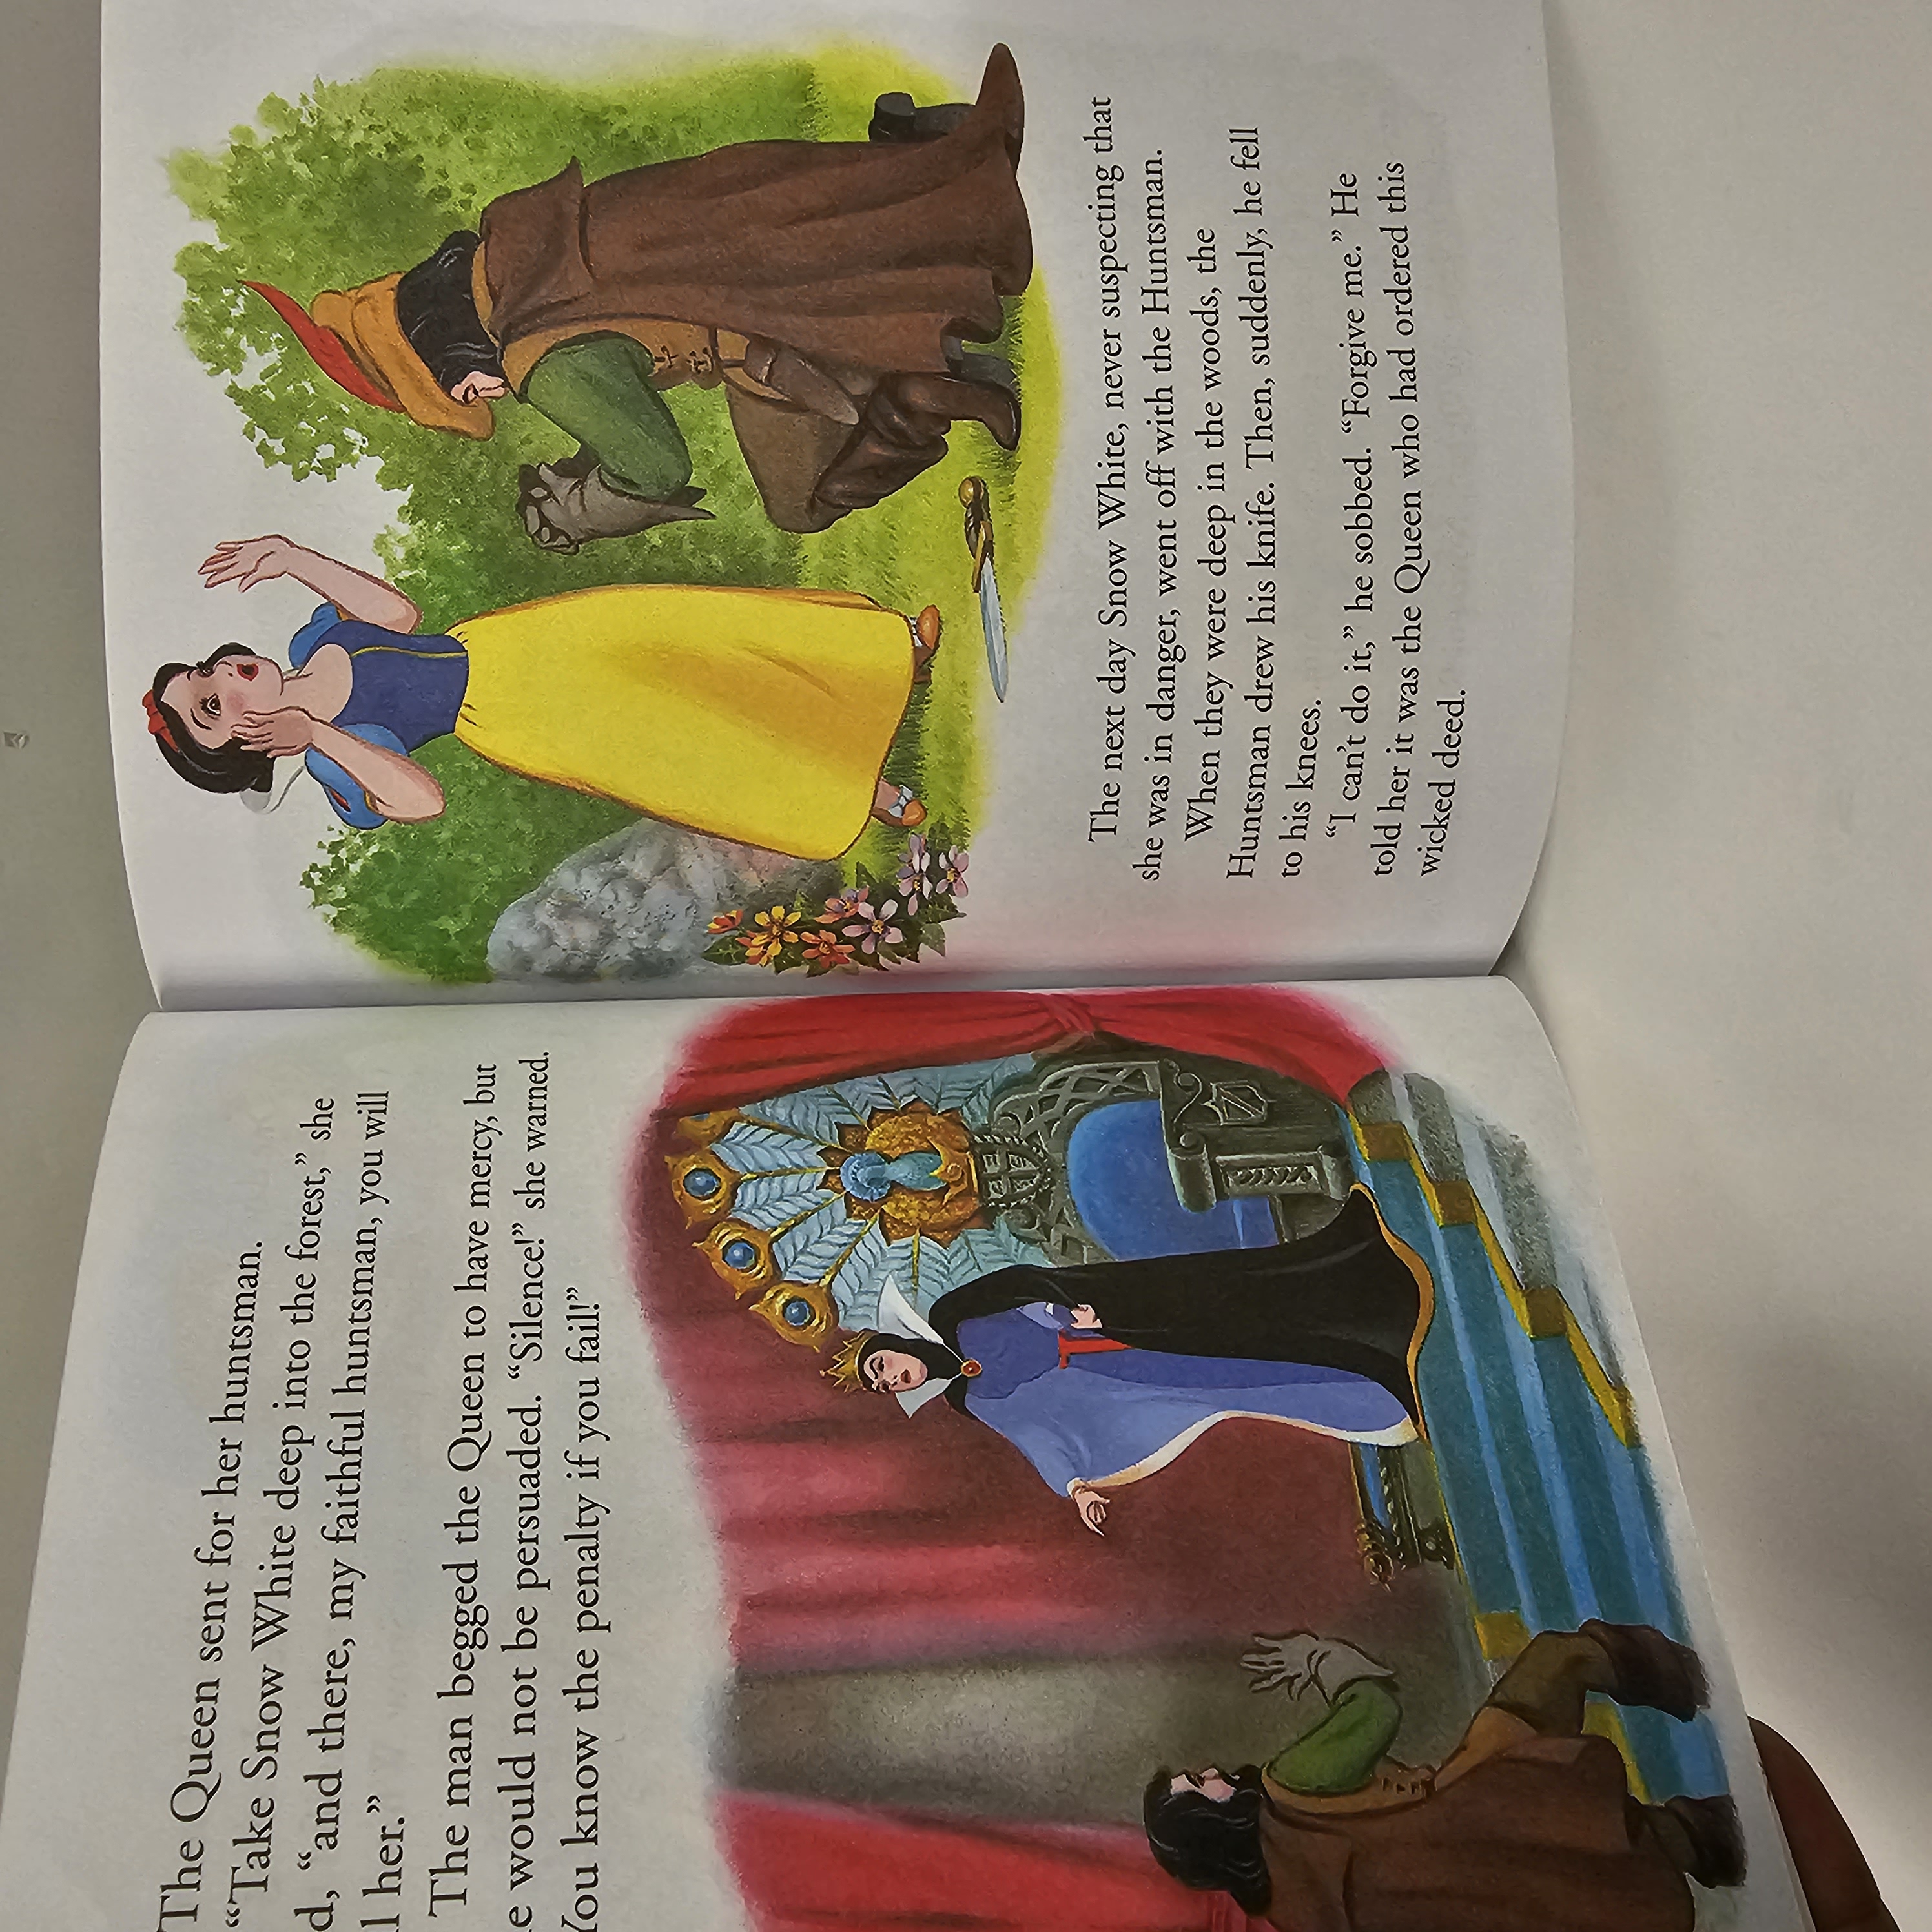 The Queen sent for her huntsman.
“Take Snow White deep into the forest,” she
d, “and there, my faithful huntsman, you will
l her.”
The man begged the Queen to have mercy, but
e would not be persuaded. “Silence!” she warned.
You know the penalty if you fail!”
The next day Snow White, never suspecting that
she was in danger, went off with the Huntsman.
When they were deep in the woods, the
Huntsman drew his knife. Then, suddenly, he fell
to his knees.
“I can’t do it,” he sobbed. “Forgive me.” He
told her it was the Queen who had ordered this
wicked deed.